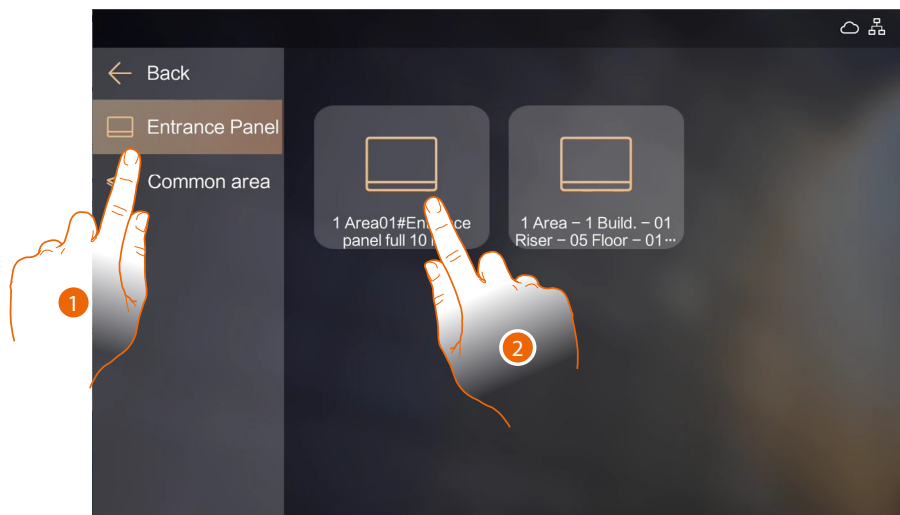 Back
Entrance Panel
Common area
1 Area01#En ce
panel full 10
1 Area – 1 Build. – 01
Riser – 05 Floor – 01···
1
2